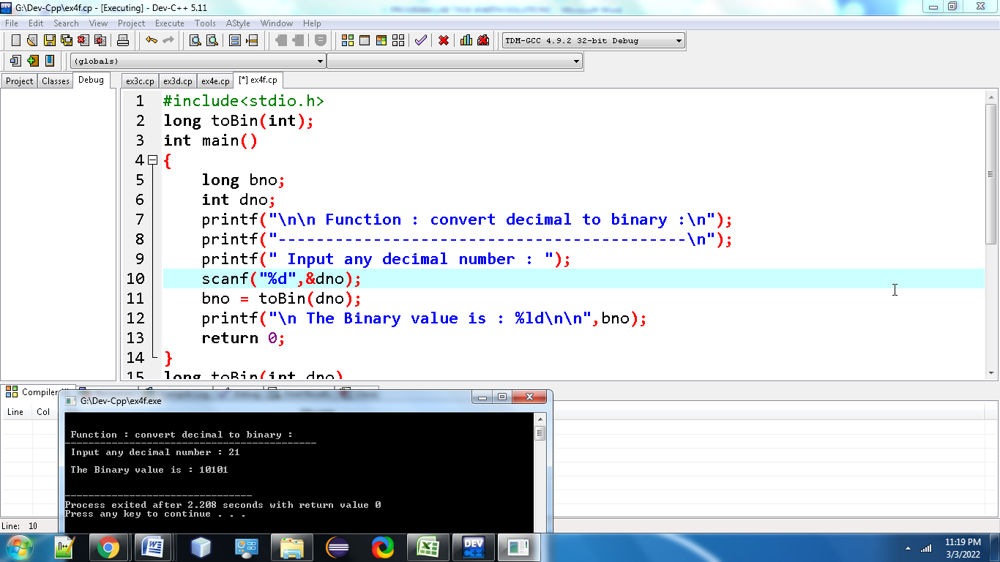 G:\Dev-Cpp\ex4f.cp - [Executing] - Dev-C++ 5.11
File Edit Search View Project Execute Tools AStyle Window Help
TDM-GCC 4.9.2 32-bit Debug
(globals)
Project Classes Debug
ex3c.cp ex3d.cp ex4e.cp [*] ex4f.cp
1 #include<stdio.h>
2 long toBin(int);
3 int main()
4 {
5 long bno;
6 int dno;
7 printf("\n\n Function : convert decimal to binary :\n");
8 printf("-------------------------------------------\n");
9 printf(" Input any decimal number : ");
10 scanf("%d",&dno);
11 bno = toBin(dno);
12 printf("\n The Binary value is : %ld\n\n",bno);
13 return 0;
14 }
15 long toBin(int dno)
Compiler
Line Col
G:\Dev-Cpp\ex4f.exe
Function : convert decimal to binary :
-------------------------------------------
Input any decimal number : 21
The Binary value is : 10101
--------------------------------
Process exited after 2.208 seconds with return value 0
Press any key to continue . . .
Line: 10
DEV C++
11:19 PM
3/3/2022